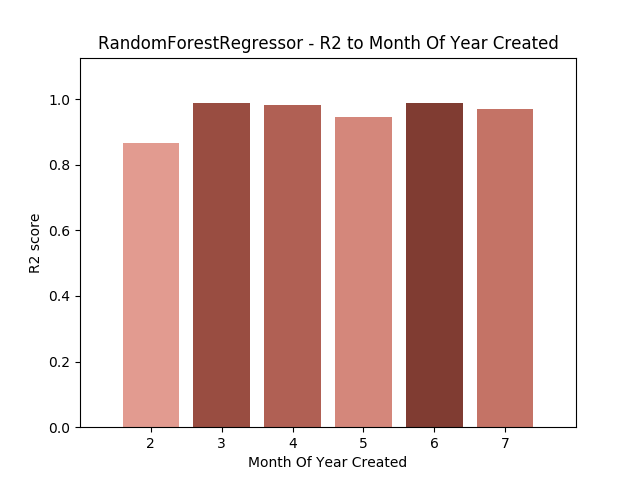 RandomForestRegressor - R2 to Month Of Year Created
1.0
0.8
0.6
0.4
0.2
0.0
R2 score
2 3 4 5 6 7
Month Of Year Created